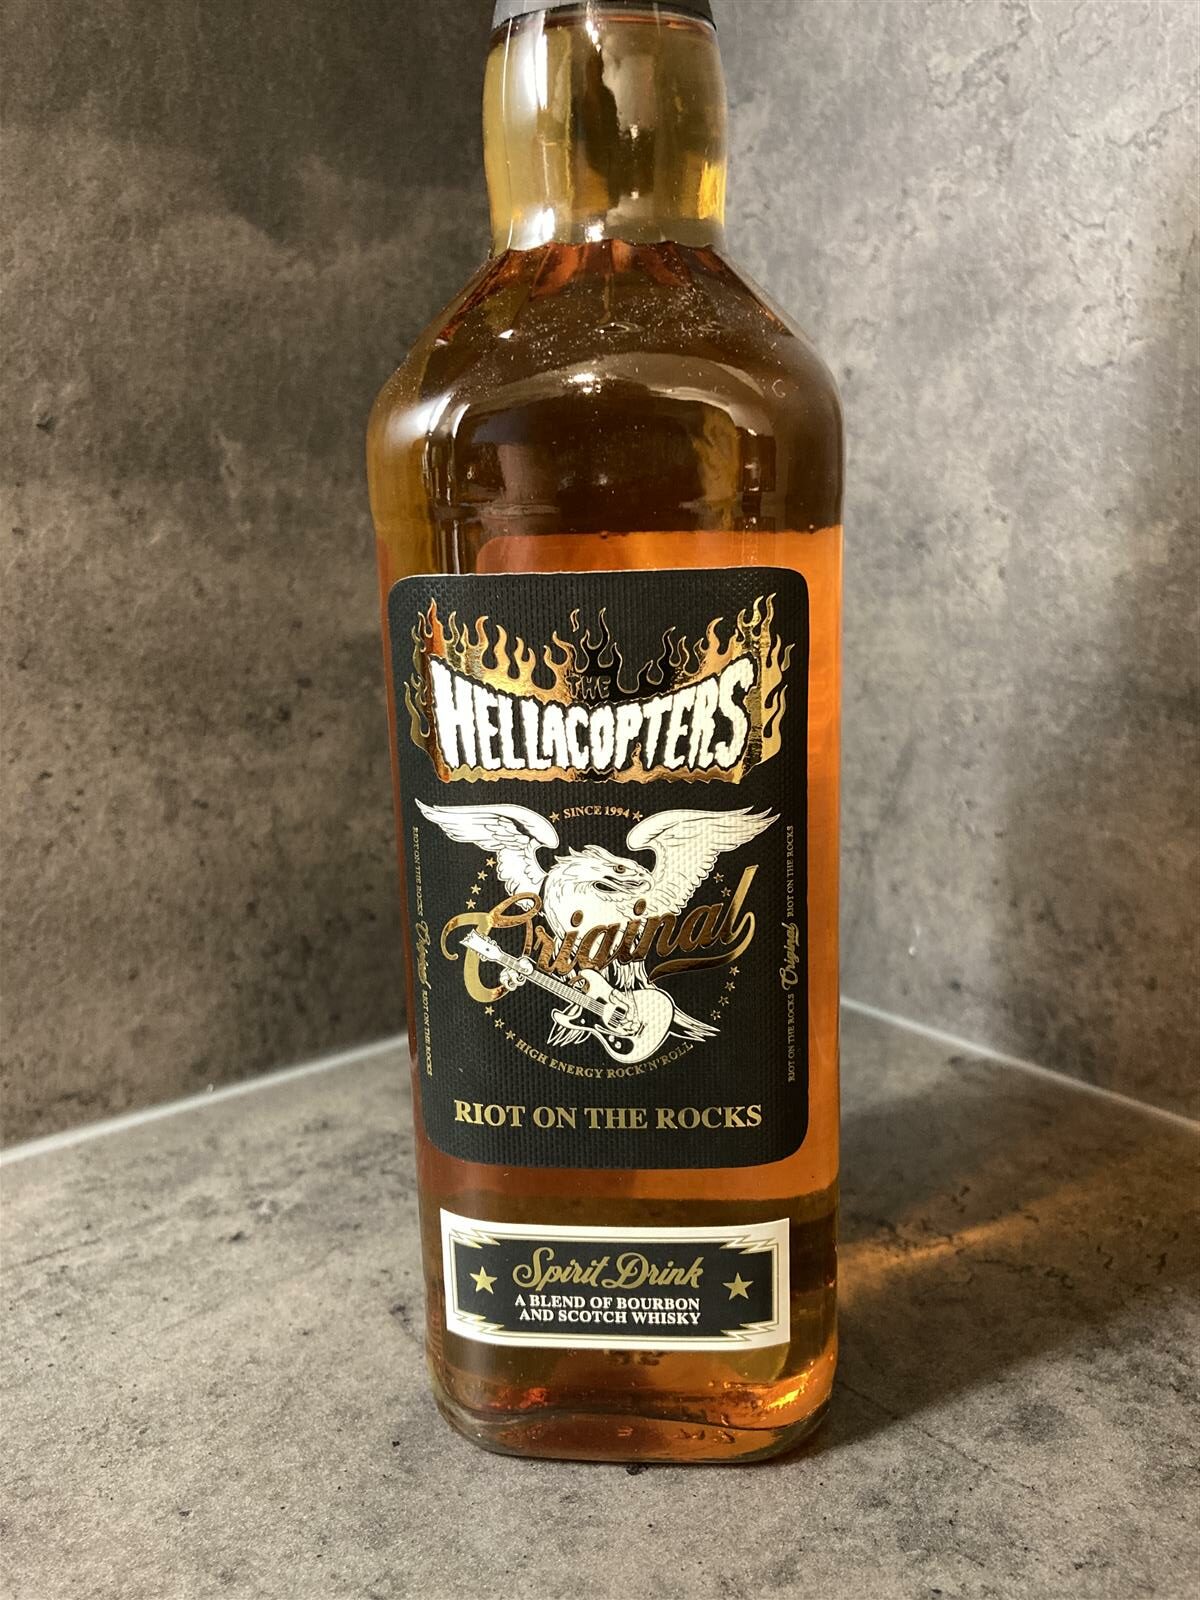 THE
HELLACOPTERS
SINCE 1994
Original
HIGH ENERGY ROCK'N'ROLL
RIOT ON THE ROCKS Original RIOT ON THE ROCKS
RIOT ON THE ROCKS Original RIOT ON THE ROCKS
RIOT ON THE ROCKS
Spirit Drink
A BLEND OF BOURBON
AND SCOTCH WHISKY